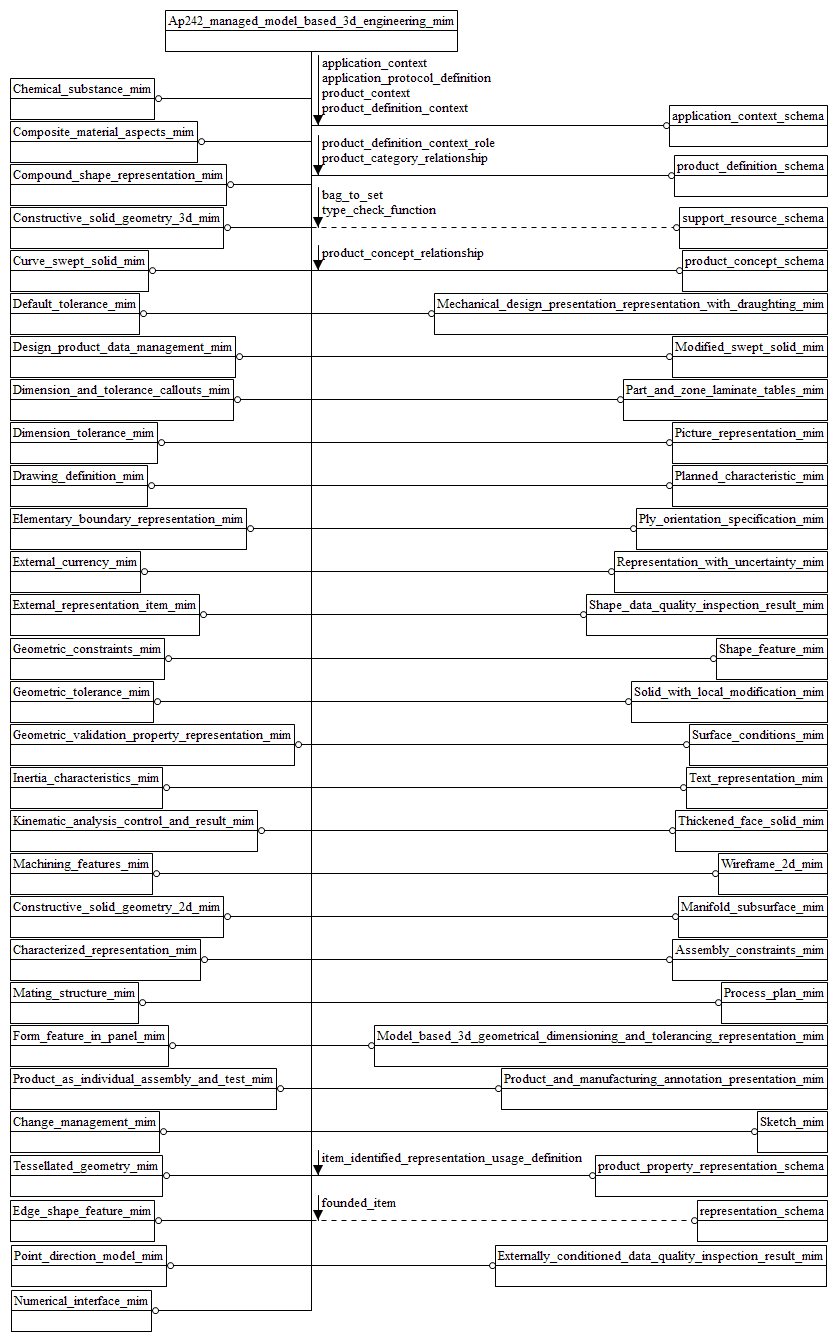 Ap242_managed_model_based_3d_engineering_mim
application_context
application_protocol_definition
product_context
product_definition_context
Chemical_substance_mim
application_context_schema
Composite_material_aspects_mim
product_definition_context_role
product_category_relationship
product_definition_schema
Compound_shape_representation_mim
bag_to_set
type_check_function
Constructive_solid_geometry_3d_mim
support_resource_schema
product_concept_relationship
Curve_swept_solid_mim
product_concept_schema
Default_tolerance_mim
Mechanical_design_presentation_representation_with_draughting_mim
Design_product_data_management_mim
Modified_swept_solid_mim
Dimension_and_tolerance_callouts_mim
Part_and_zone_laminate_tables_mim
Dimension_tolerance_mim
Picture_representation_mim
Drawing_definition_mim
Planned_characteristic_mim
Elementary_boundary_representation_mim
Ply_orientation_specification_mim
External_currency_mim
Representation_with_uncertainty_mim
External_representation_item_mim
Shape_data_quality_inspection_result_mim
Geometric_constraints_mim
Shape_feature_mim
Geometric_tolerance_mim
Solid_with_local_modification_mim
Geometric_validation_property_representation_mim
Surface_conditions_mim
Inertia_characteristics_mim
Text_representation_mim
Kinematic_analysis_control_and_result_mim
Thickened_face_solid_mim
Machining_features_mim
Wireframe_2d_mim
Constructive_solid_geometry_2d_mim
Manifold_subsurface_mim
Characterized_representation_mim
Assembly_constraints_mim
Mating_structure_mim
Process_plan_mim
Form_feature_in_panel_mim
Model_based_3d_geometrical_dimensioning_and_tolerancing_representation_mim
Product_as_individual_assembly_and_test_mim
Product_and_manufacturing_annotation_presentation_mim
Change_management_mim
Sketch_mim
item_identified_representation_usage_definition
Tessellated_geometry_mim
product_property_representation_schema
founded_item
Edge_shape_feature_mim
representation_schema
Point_direction_model_mim
Externally_conditioned_data_quality_inspection_result_mim
Numerical_interface_mim